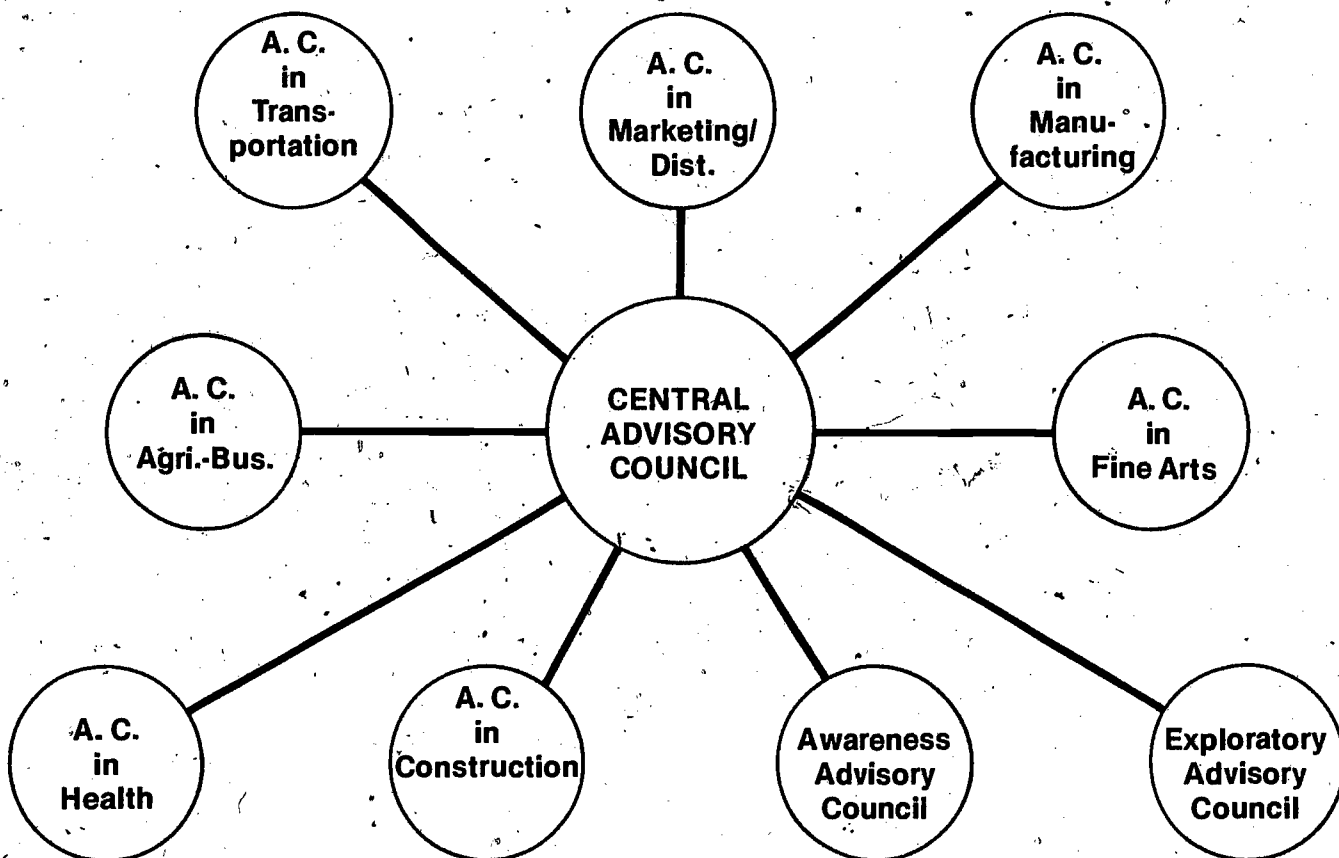 A. C.
in
Trans-
portation
A. C.
in
Marketing/
Dist.
A. C.
in
Manu-
facturing
A. C.
in
Agri.-Bus.
CENTRAL
ADVISORY
COUNCIL
A. C.
in
Fine Arts
A. C.
in
Health
A. C.
in
Construction
Awareness
Advisory
Council
Exploratory
Advisory
Council